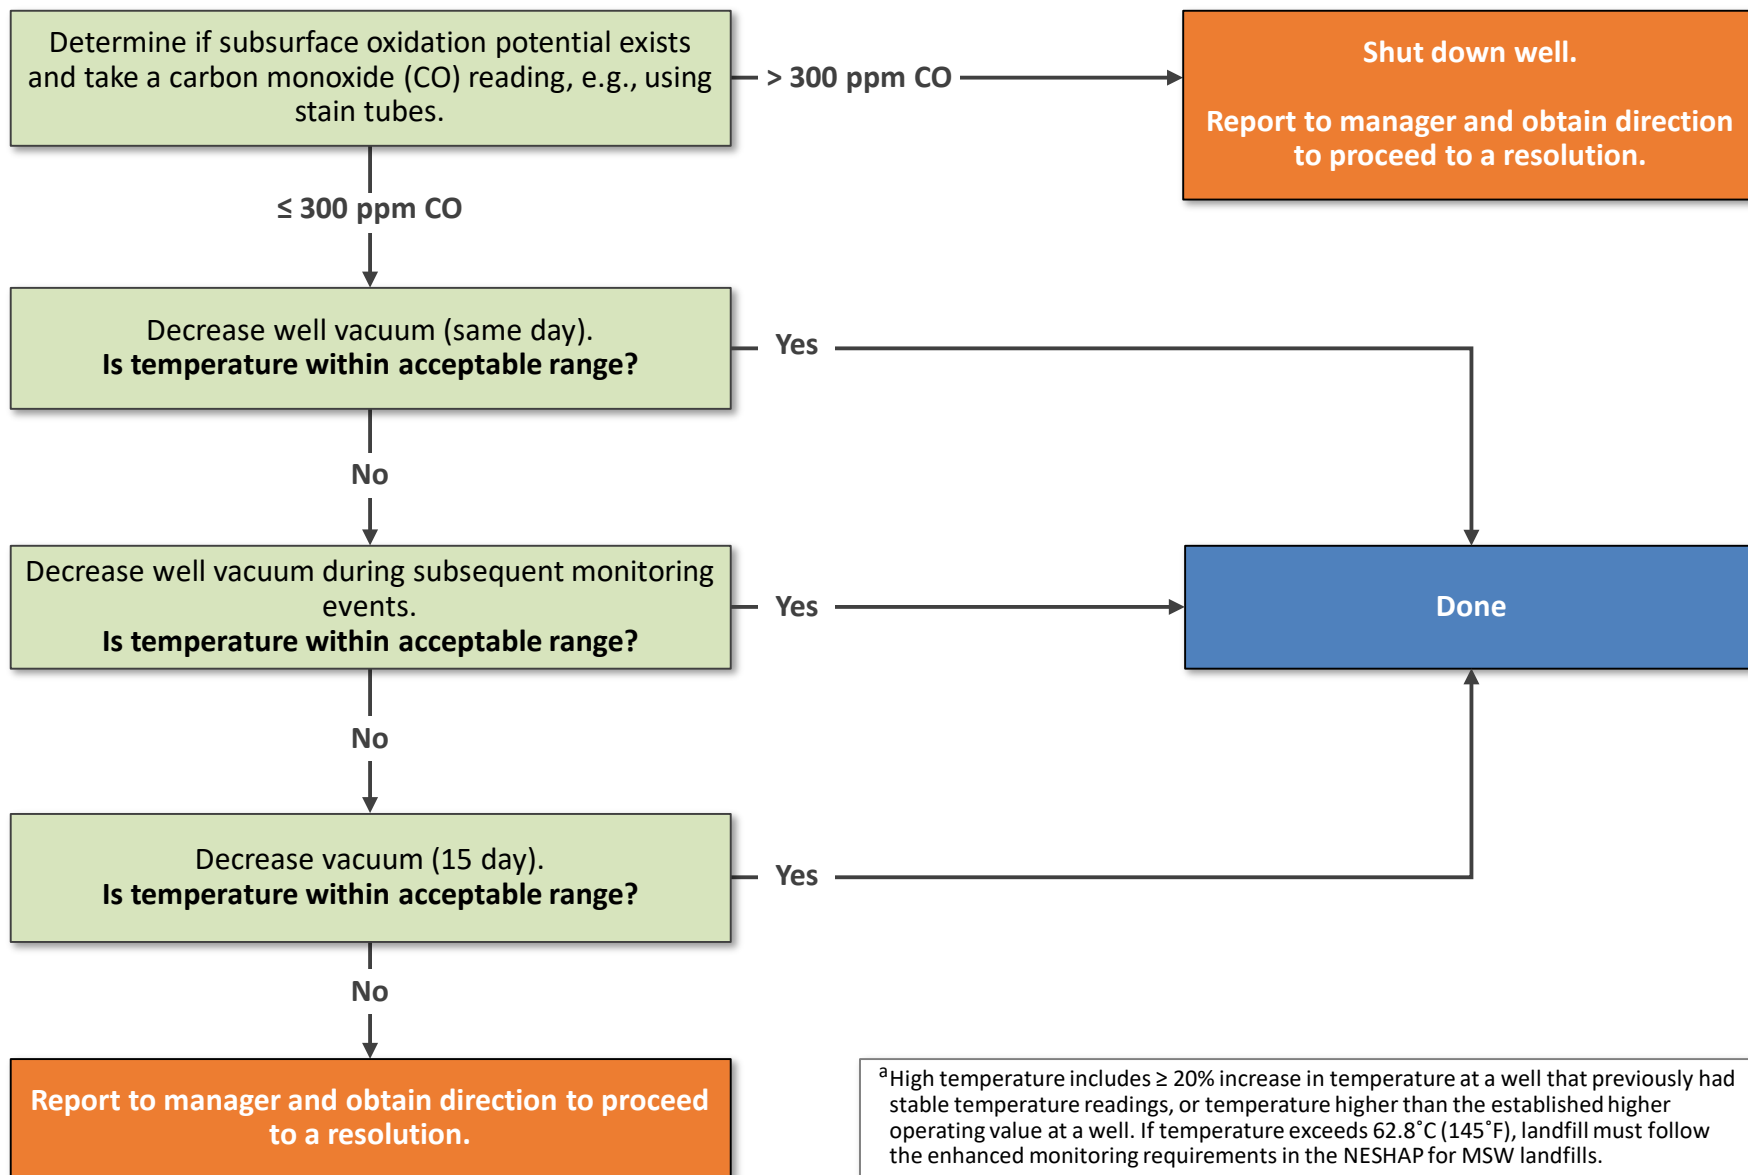 Determine if subsurface oxidation potential exists
and take a carbon monoxide (CO) reading, e.g., using
stain tubes.
> 300 ppm CO
Shut down well.
Report to manager and obtain direction
to proceed to a resolution.
≤ 300 ppm CO
Decrease well vacuum (same day).
Is temperature within acceptable range?
Yes
No
Decrease well vacuum during subsequent monitoring
events.
Is temperature within acceptable range?
Yes
Done
No
Decrease vacuum (15 day).
Is temperature within acceptable range?
Yes
No
Report to manager and obtain direction to proceed
to a resolution.
a High temperature includes ≥ 20% increase in temperature at a well that previously had
stable temperature readings, or temperature higher than the established higher
operating value at a well. If temperature exceeds 62.8˚C (145˚F), landfill must follow
the enhanced monitoring requirements in the NESHAP for MSW landfills.